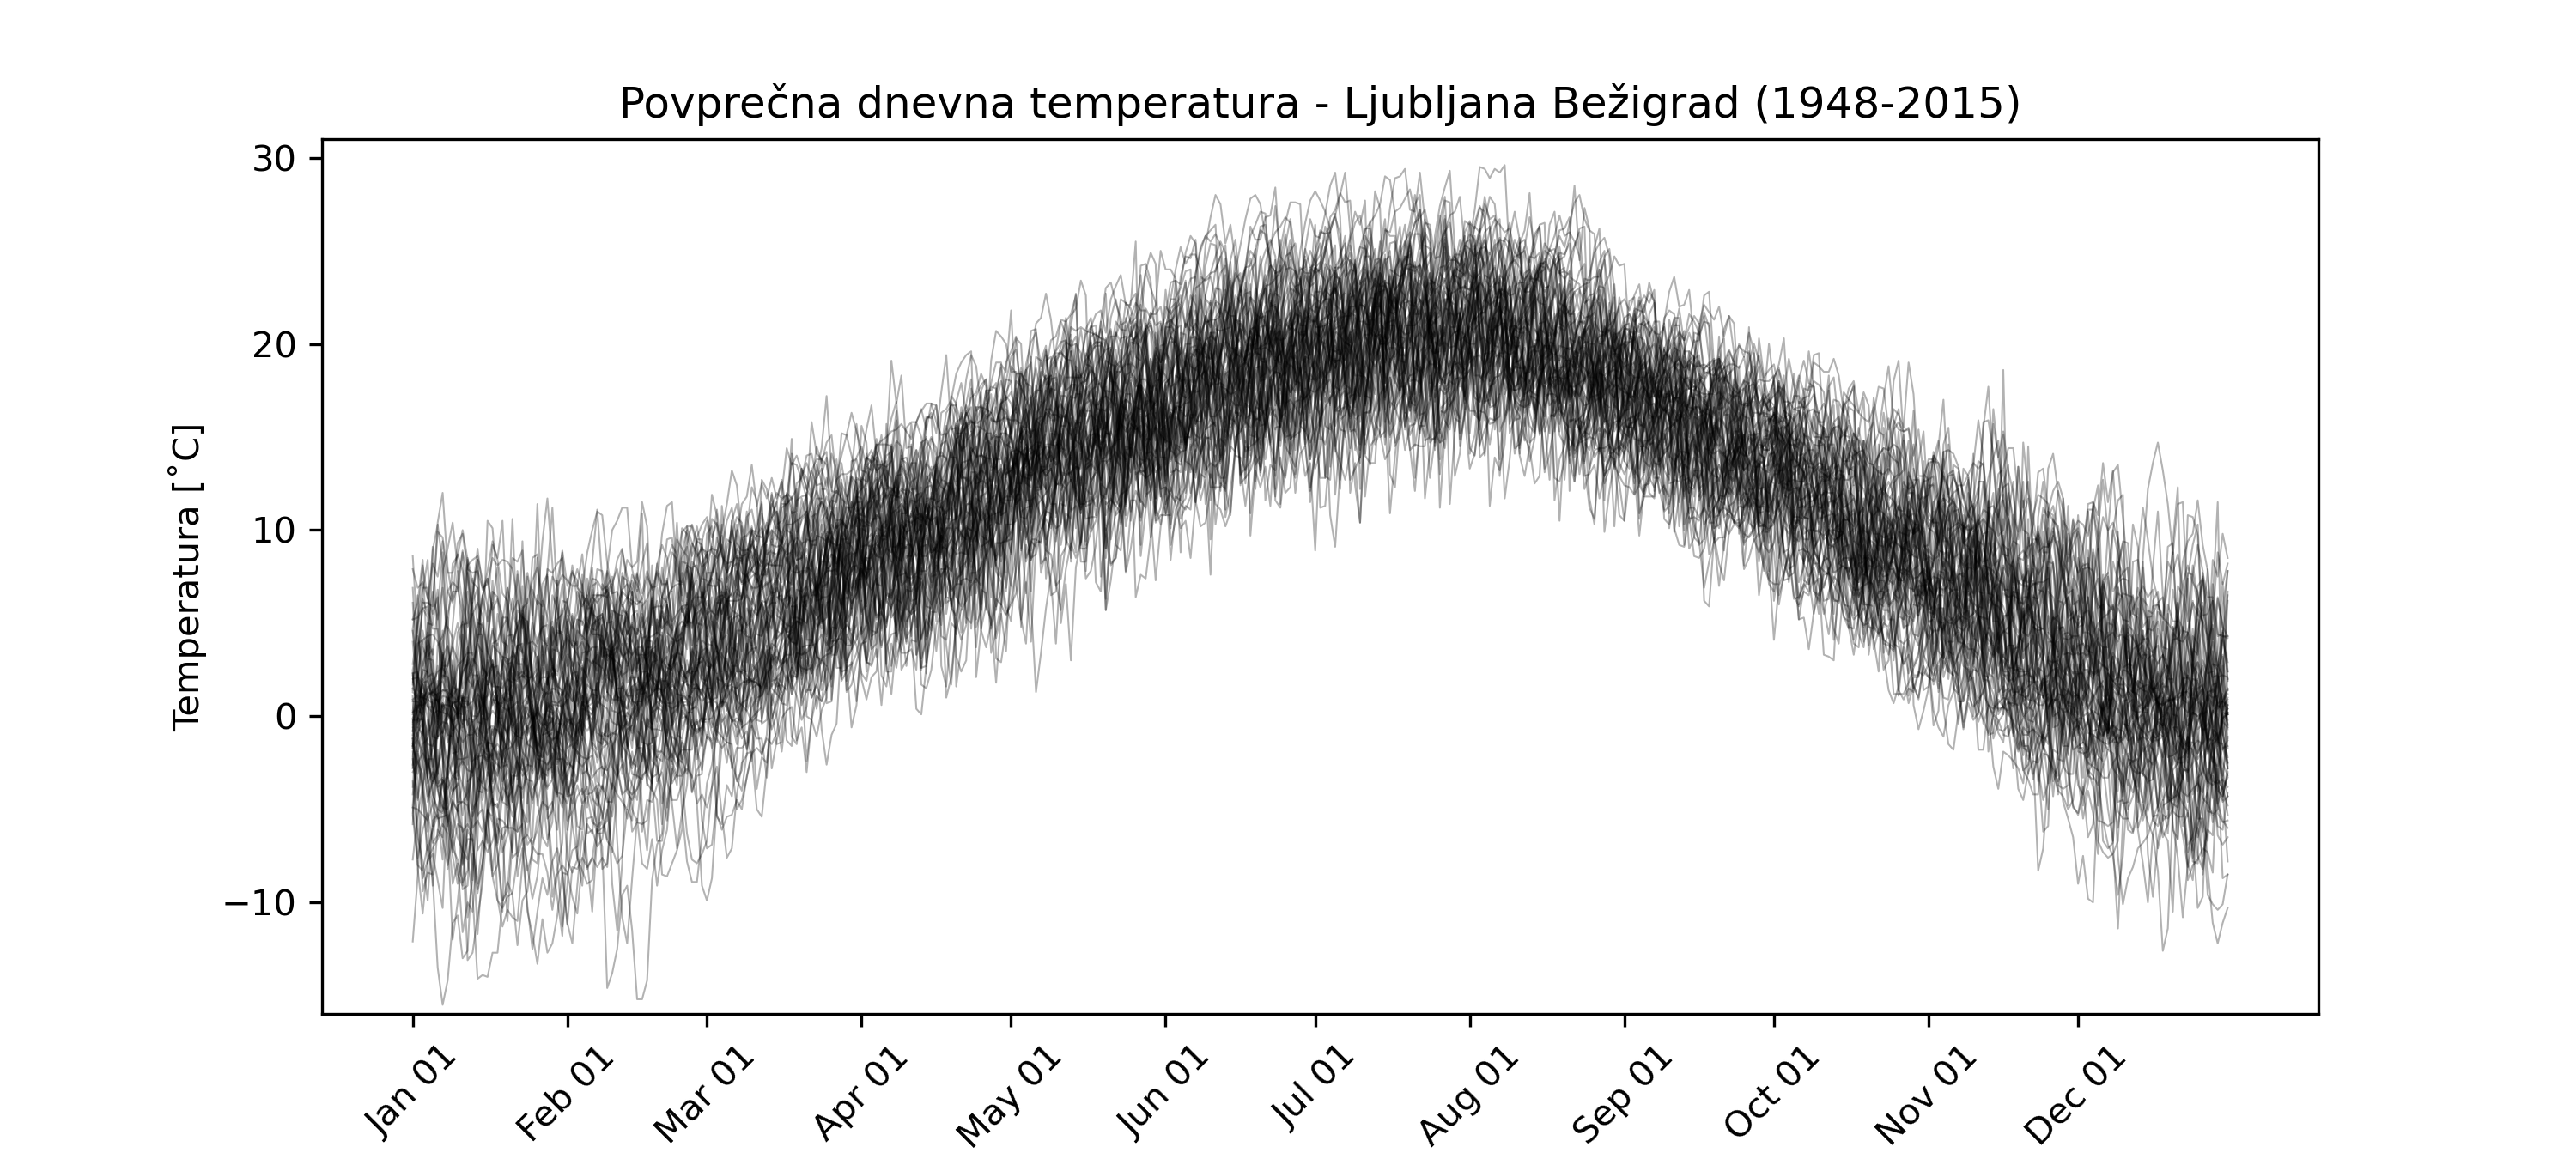 Povprečna dnevna temperatura - Ljubljana Bežigrad (1948-2015)
Temperatura [˚C]
30
20
10
0
−10
Jan 01
Feb 01
Mar 01
Apr 01
May 01
Jun 01
Jul 01
Aug 01
Sep 01
Oct 01
Nov 01
Dec 01